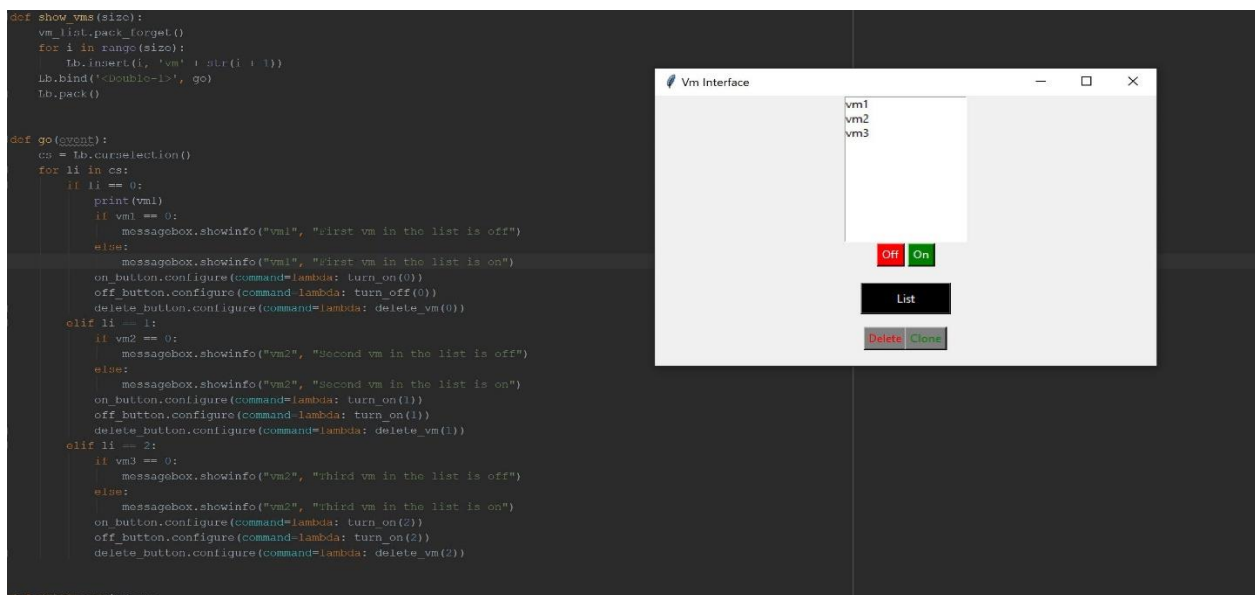 def show_vms(size):
vm_list.pack_forget()
for i in range(size):
Lb.insert(i, 'vm' + str(i + 1))
Lb.bind('<Double-1>', go)
Lb.pack()
def go(event):
cs = Lb.curselection()
for li in cs:
if li == 0:
print(vm1)
if vm1 == 0:
messagebox.showinfo("vm1", "First vm in the list is off")
else:
messagebox.showinfo("vm1", "First vm in the list is on")
on_button.configure(command=lambda: turn_on(0))
off_button.configure(command=lambda: turn_off(0))
delete_button.configure(command=lambda: delete_vm(0))
elif li == 1:
if vm2 == 0:
messagebox.showinfo("vm2", "Second vm in the list is off")
else:
messagebox.showinfo("vm2", "Second vm in the list is on")
on_button.configure(command=lambda: turn_on(1))
off_button.configure(command=lambda: turn_on(1))
delete_button.configure(command=lambda: delete_vm(1))
elif li == 2:
if vm3 == 0:
messagebox.showinfo("vm2", "Third vm in the list is off")
else:
messagebox.showinfo("vm2", "Third vm in the list is on")
on_button.configure(command=lambda: turn_on(2))
off_button.configure(command=lambda: turn_on(2))
delete_button.configure(command=lambda: delete_vm(2))
Vm Interface
vm1
vm2
vm3
Off On
List
Delete Clone